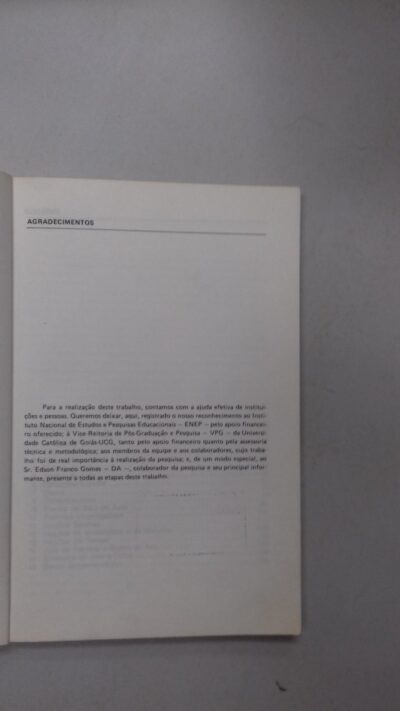 AGRADECIMENTOS
Para a realização deste trabalho, contamos com a ajuda efetiva de institui-
ções e pessoas. Queremos deixar, aqui, registrado o nosso reconhecimento ao Insti-
tuto Nacional de Estudos e Pesquisas Educacionais — ENEP — pelo apoio financei-
ro oferecido; à Vice-Reitoria de Pós-Graduação e Pesquisa — VPG — da Universi-
dade Católica de Goiás-UCG, tanto pelo apoio financeiro quanto pela assessoria
técnica e metodológica; aos membros da equipe e aos colaboradores, cujo traba-
lho foi de real importância à realização da pesquisa; e, de um modo especial, ao
Sr. Edson Franco Gomes — DA —, colaborador da pesquisa e seu principal infor-
mante, presente a todas as etapas deste trabalho.